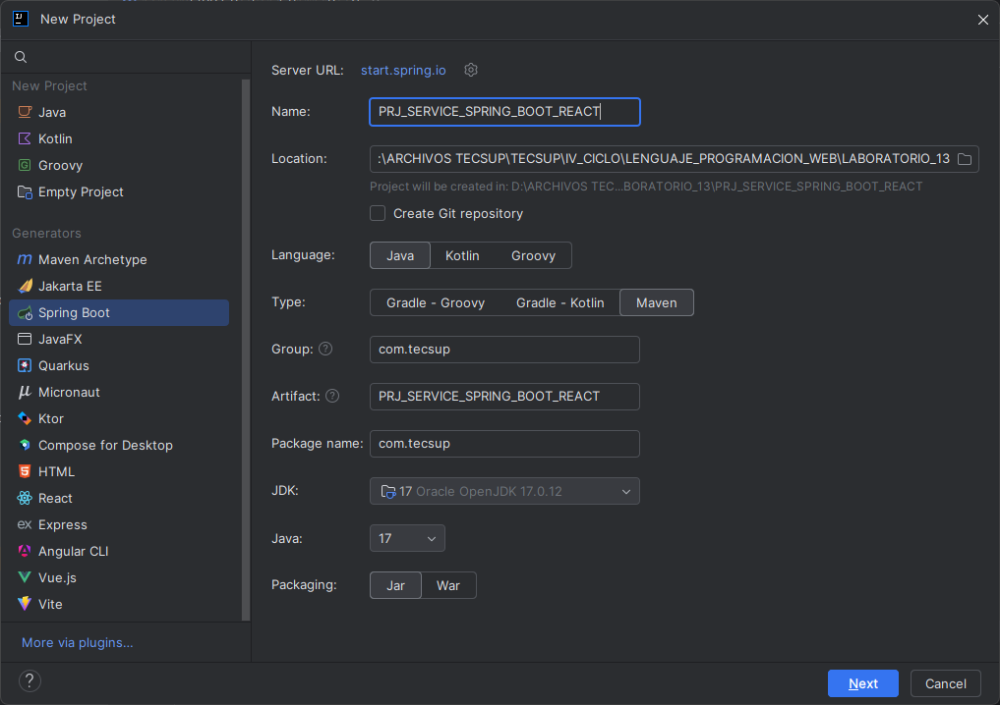 New Project
Server URL: start.spring.io
New Project
Java
Kotlin
Groovy
Empty Project
Generators
Maven Archetype
Jakarta EE
Spring Boot
JavaFX
Quarkus
Micronaut
Ktor
Compose for Desktop
HTML
React
Express
Angular CLI
Vue.js
Vite
More via plugins...
Name: PRJ_SERVICE_SPRING_BOOT_REACT
Location: :\ARCHIVOS TECSUP\TECSUP\IV_CICLO\LENGUAJE_PROGRAMACION_WEB\LABORATORIO_13
Project will be created in: D:\ARCHIVOS TEC...BORATORIO_13\PRJ_SERVICE_SPRING_BOOT_REACT
Create Git repository
Language: Java Kotlin Groovy
Type: Gradle - Groovy Gradle - Kotlin Maven
Group: ? com.tecsup
Artifact: ? PRJ_SERVICE_SPRING_BOOT_REACT
Package name: com.tecsup
JDK: 17 Oracle OpenJDK 17.0.12
Java: 17
Packaging: Jar War
? Next Cancel